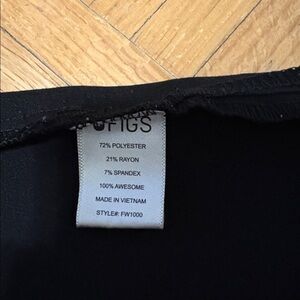 FIGS
72% POLYESTER
21% RAYON
7% SPANDEX
100% AWESOME
MADE IN VIETNAM
STYLE#: FW1000